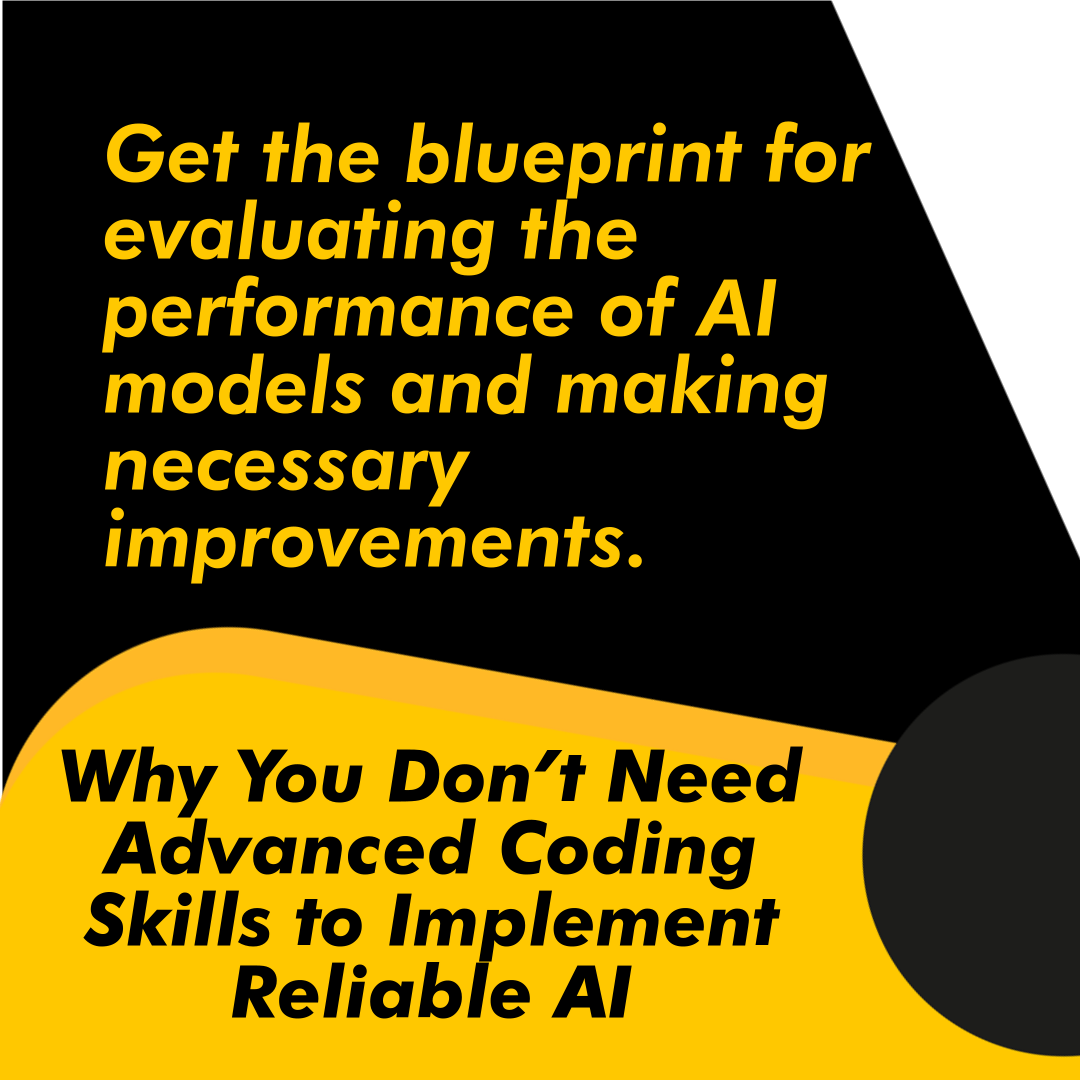 Get the blueprint for
evaluating the
performance of AI
models and making
necessary
improvements.
Why You Don’t Need
Advanced Coding
Skills to Implement
Reliable AI